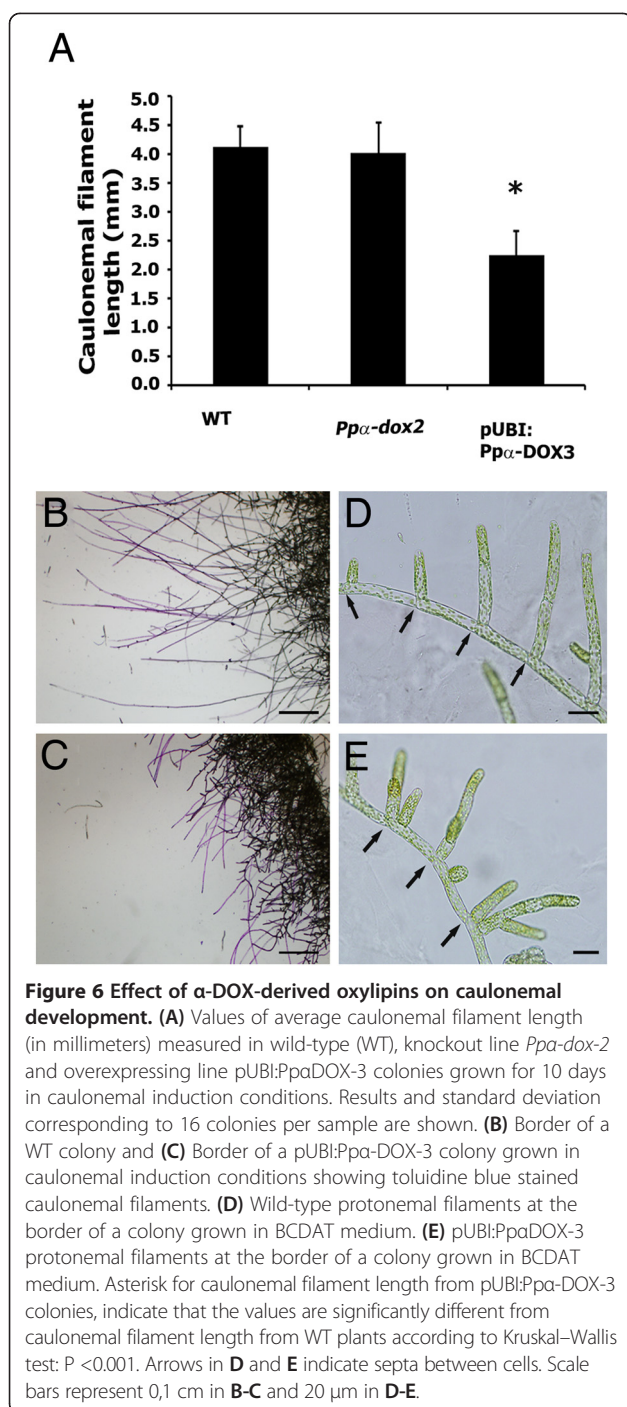 A
Caulonemal filament
length (mm)
5.0
4.5
4.0
3.5
3.0
2.5
2.0
1.5
1.0
0.5
0.0
*
WT
Ppα-dox2
pUBI:
Ppα-DOX3
B
D
C
E
Figure 6 Effect of α-DOX-derived oxylipins on caulonemal
development. (A) Values of average caulonemal filament length
(in millimeters) measured in wild-type (WT), knockout line Ppα-dox-2
and overexpressing line pUBI:PpαDOX-3 colonies grown for 10 days
in caulonemal induction conditions. Results and standard deviation
corresponding to 16 colonies per sample are shown. (B) Border of a
WT colony and (C) Border of a pUBI:Ppα-DOX-3 colony grown in
caulonemal induction conditions showing toluidine blue stained
caulonemal filaments. (D) Wild-type protonemal filaments at the
border of a colony grown in BCDAT medium. (E) pUBI:PpαDOX-3
protonemal filaments at the border of a colony grown in BCDAT
medium. Asterisk for caulonemal filament length from pUBI:Ppα-DOX-3
colonies, indicate that the values are significantly different from
caulonemal filament length from WT plants according to Kruskal–Wallis
test: P <0.001. Arrows in D and E indicate septa between cells. Scale
bars represent 0,1 cm in B-C and 20 μm in D-E.